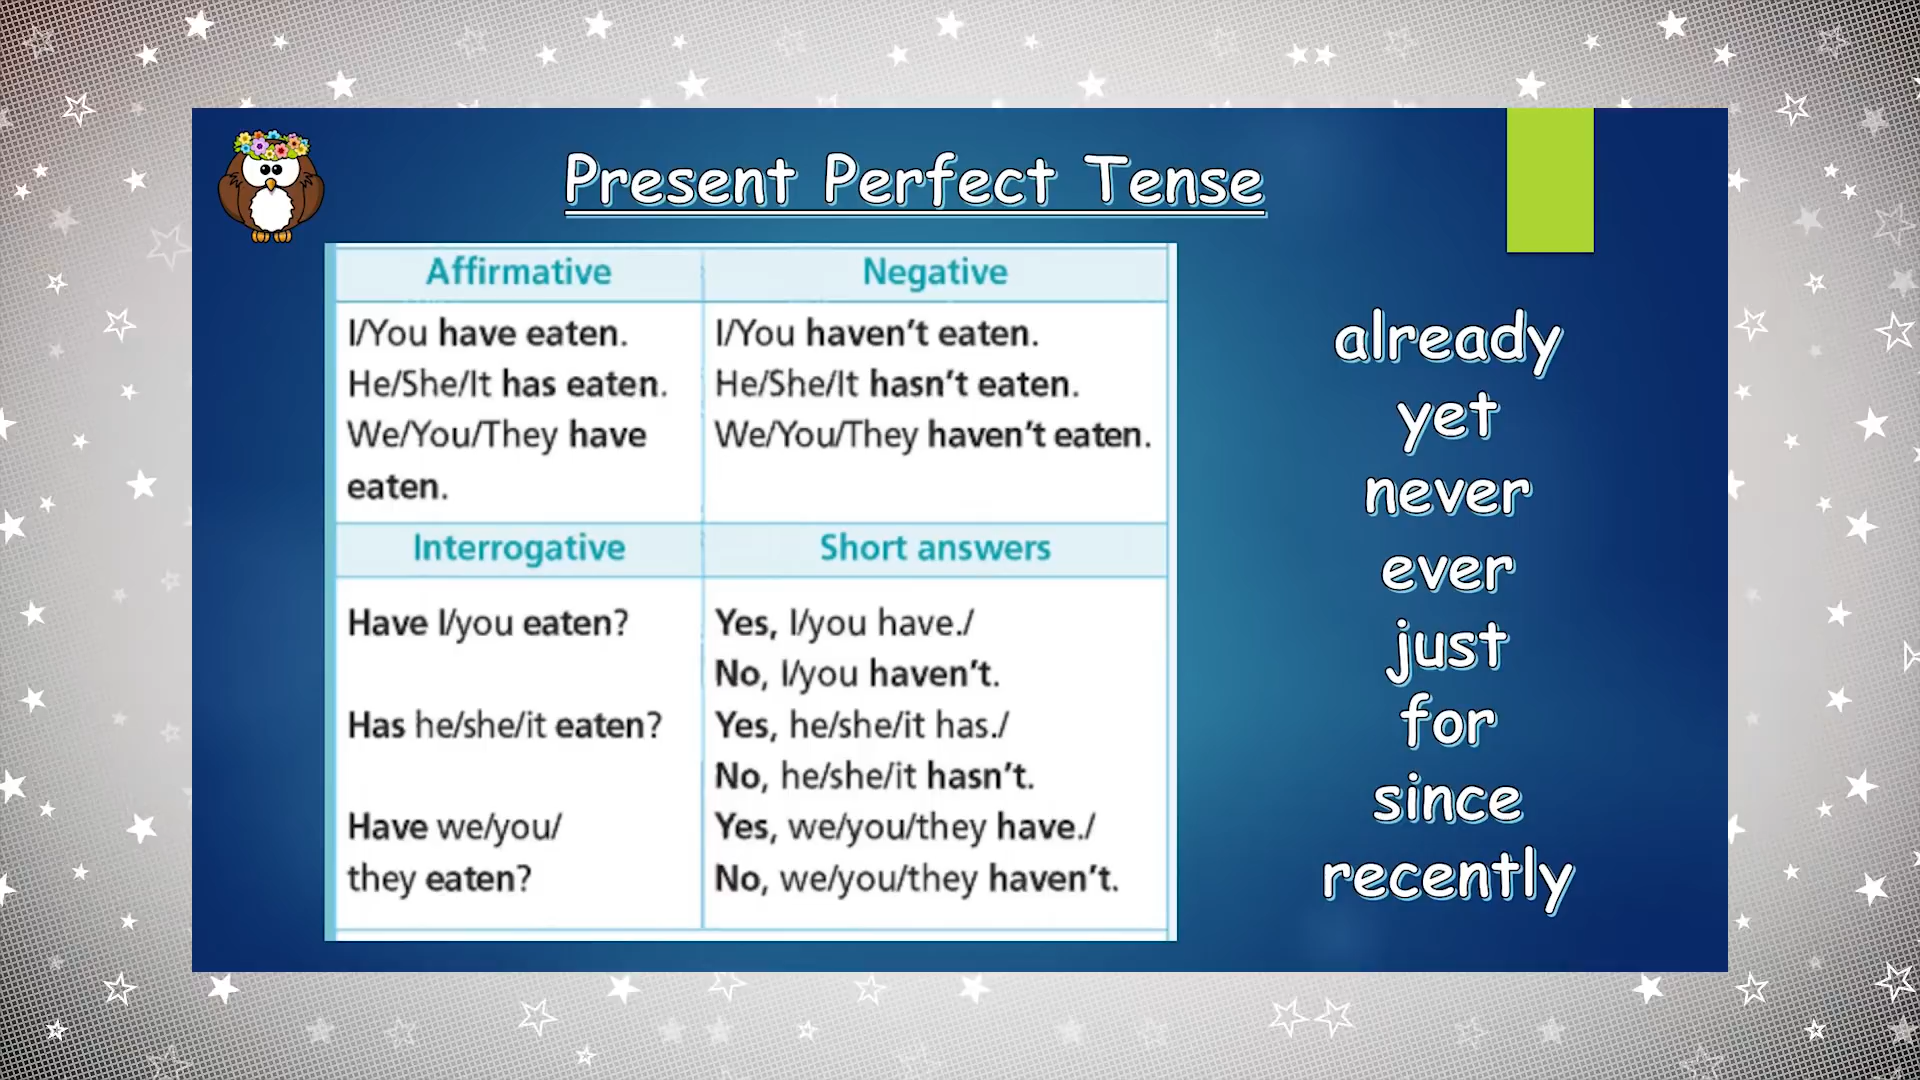 Present Perfect Tense
Affirmative
I/You have eaten.
He/She/It has eaten.
We/You/They have
eaten.
Negative
I/You haven't eaten.
He/She/It hasn't eaten.
We/You/They haven't eaten.
Interrogative
Have I/you eaten?
Has he/she/it eaten?
Have we/you/
they eaten?
Short answers
Yes, I/you have./
No, I/you haven't.
Yes, he/she/it has./
No, he/she/it hasn't.
Yes, we/you/they have./
No, we/you/they haven't.
already
yet
never
ever
just
for
since
recently